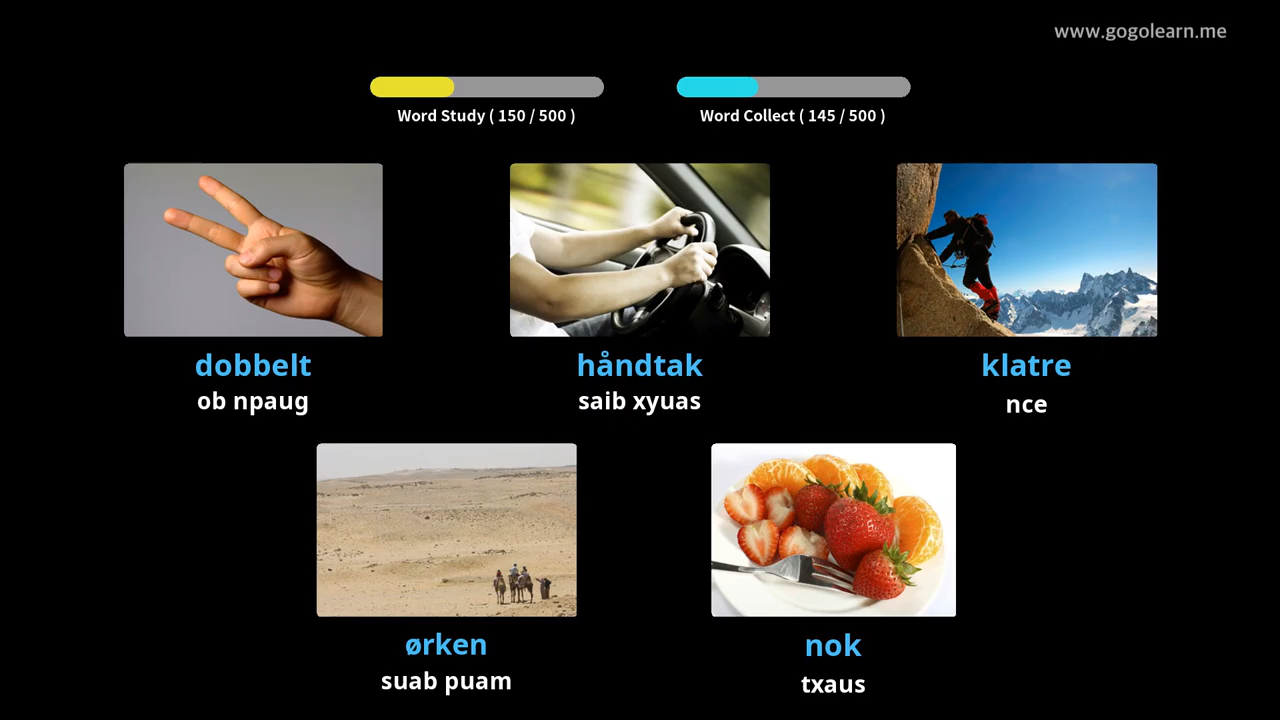 www.gogolearn.me
Word Study ( 150 / 500 )
Word Collect ( 145 / 500 )
dobbelt
ob npaug
håndtak
saib xyuas
klatre
nce
ørken
suab puam
nok
txaus